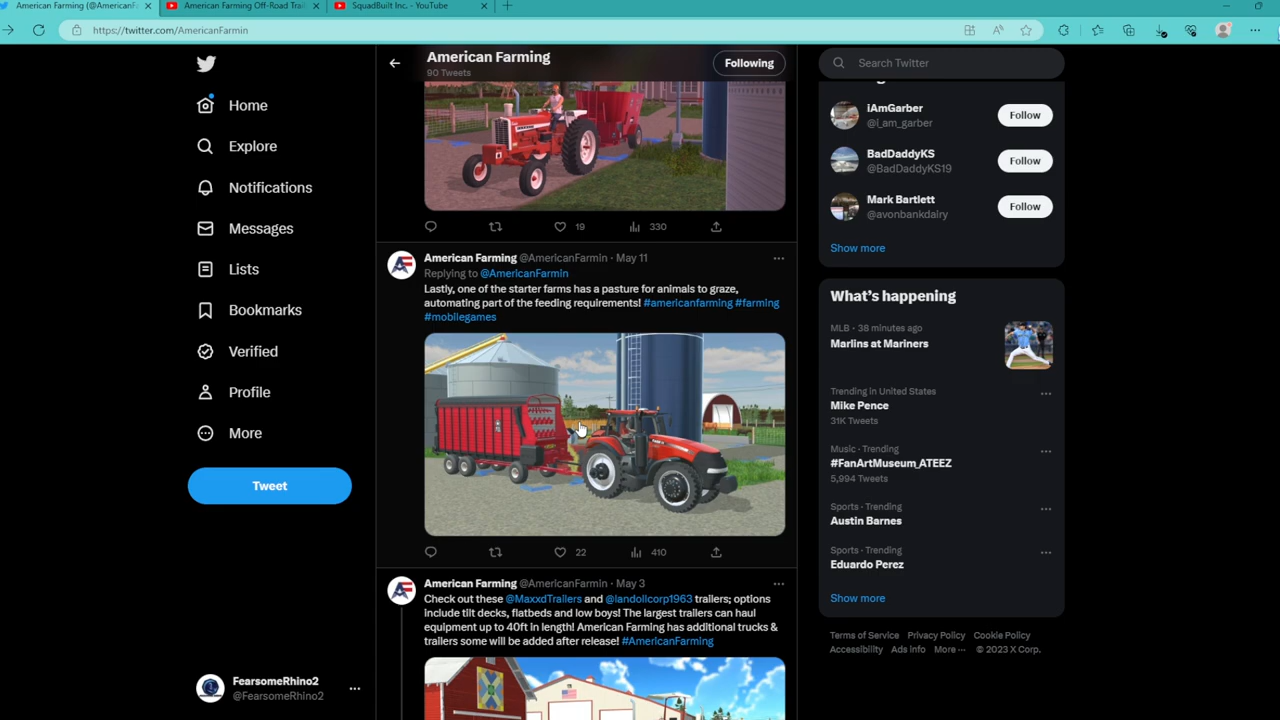 American Farming (@AmericanF
American Farming Off-Road Trai
SquadBuilt Inc. - YouTube
https://twitter.com/AmericanFarmin
Home
Explore
Notifications
Messages
Lists
Bookmarks
Verified
Profile
More
Tweet
FearsomeRhino2
@FearsomeRhino2
American Farming
90 Tweets
Following
19
330
American Farming @AmericanFarmin · May 11
Replying to @AmericanFarmin
Lastly, one of the starter farms has a pasture for animals to graze,
automating part of the feeding requirements! #americanfarming #farming
#mobilegames
22
410
American Farming @AmericanFarmin · May 3
Check out these @MaxxdTrailers and @landollcorp1963 trailers; options
include tilt decks, flatbeds and low boys! The largest trailers can haul
equipment up to 40ft in length! American Farming has additional trucks &
trailers some will be added after release! #AmericanFarming
Search Twitter
iAmGarber
@I_am_garber
Follow
BadDaddyKS
@BadDaddyKS19
Follow
Mark Bartlett
@avonbankdairy
Follow
Show more
What's happening
MLB · 38 minutes ago
Marlins at Mariners
Trending in United States
Mike Pence
31K Tweets
Music · Trending
#FanArtMuseum_ATEEZ
5,994 Tweets
Sports · Trending
Austin Barnes
Sports · Trending
Eduardo Perez
Show more
Terms of Service Privacy Policy Cookie Policy
Accessibility Ads info More ··· © 2023 X Corp.